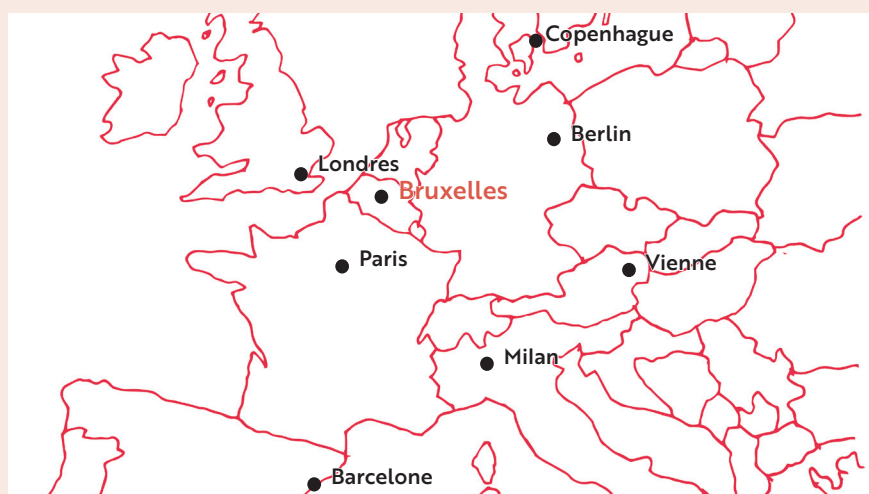 Copenhague
Berlin
Londres
Bruxelles
Paris
Vienne
Milan
Barcelone